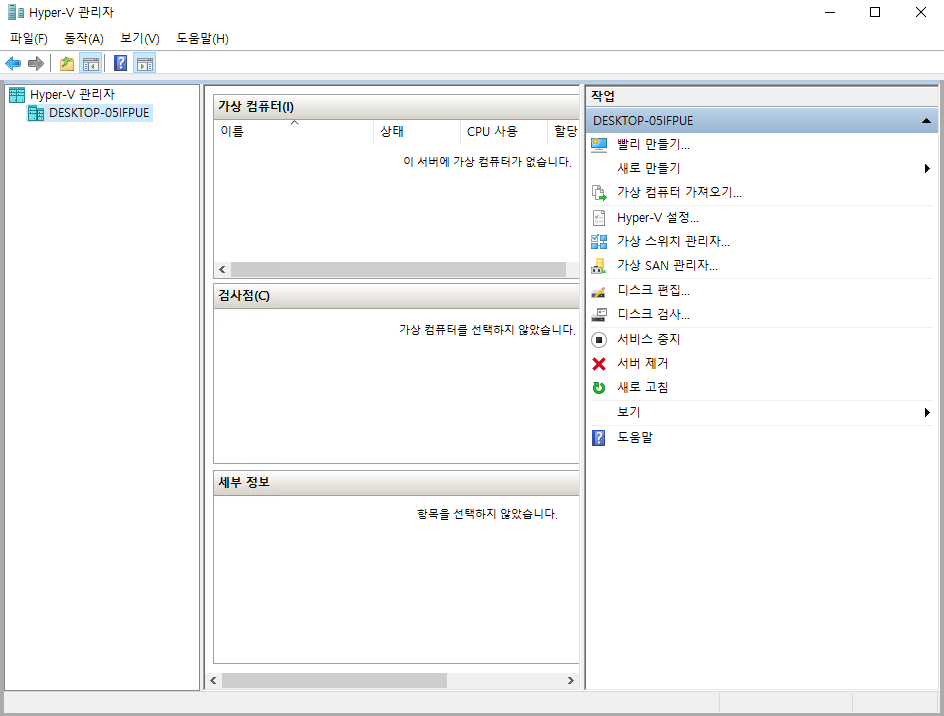 Hyper-V 관리자
파일(F) 동작(A) 보기(V) 도움말(H)
Hyper-V 관리자
DESKTOP-05IFPUE
가상 컴퓨터(I)
이름 상태 CPU 사용 할당
이 서버에 가상 컴퓨터가 없습니다.
검사점(C)
가상 컴퓨터를 선택하지 않았습니다.
세부 정보
항목을 선택하지 않았습니다.
작업
DESKTOP-05IFPUE
빨리 만들기...
새로 만들기
가상 컴퓨터 가져오기...
Hyper-V 설정...
가상 스위치 관리자...
가상 SAN 관리자...
디스크 편집...
디스크 검사...
서비스 중지
서버 제거
새로 고침
보기
도움말